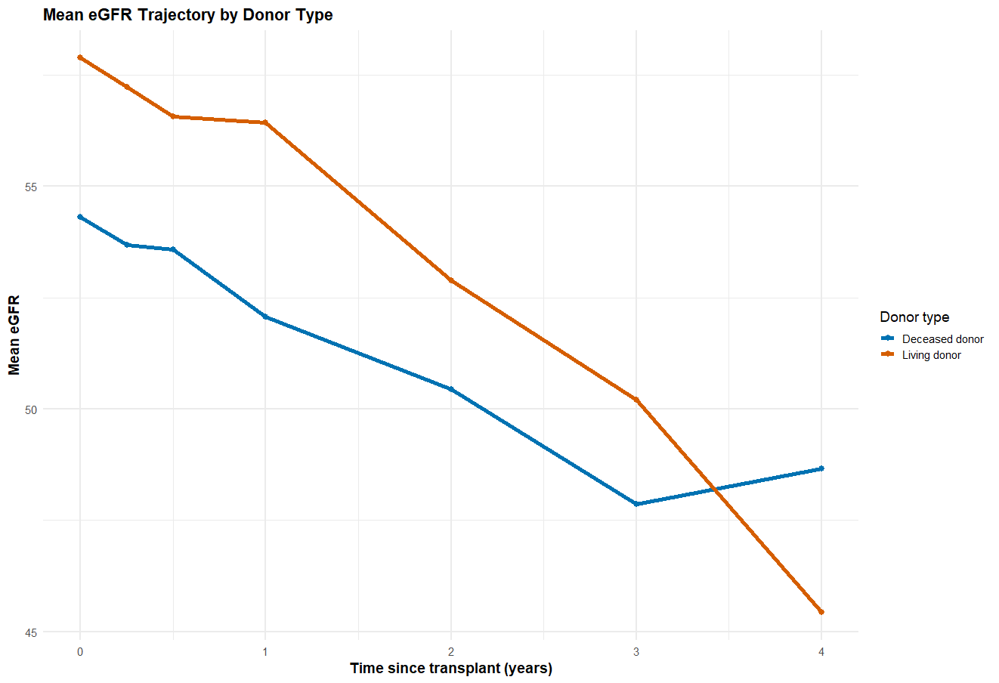 Mean eGFR Trajectory by Donor Type
55
50
45
Mean eGFR
0 1 2 3 4
Time since transplant (years)
Donor type
Deceased donor
Living donor